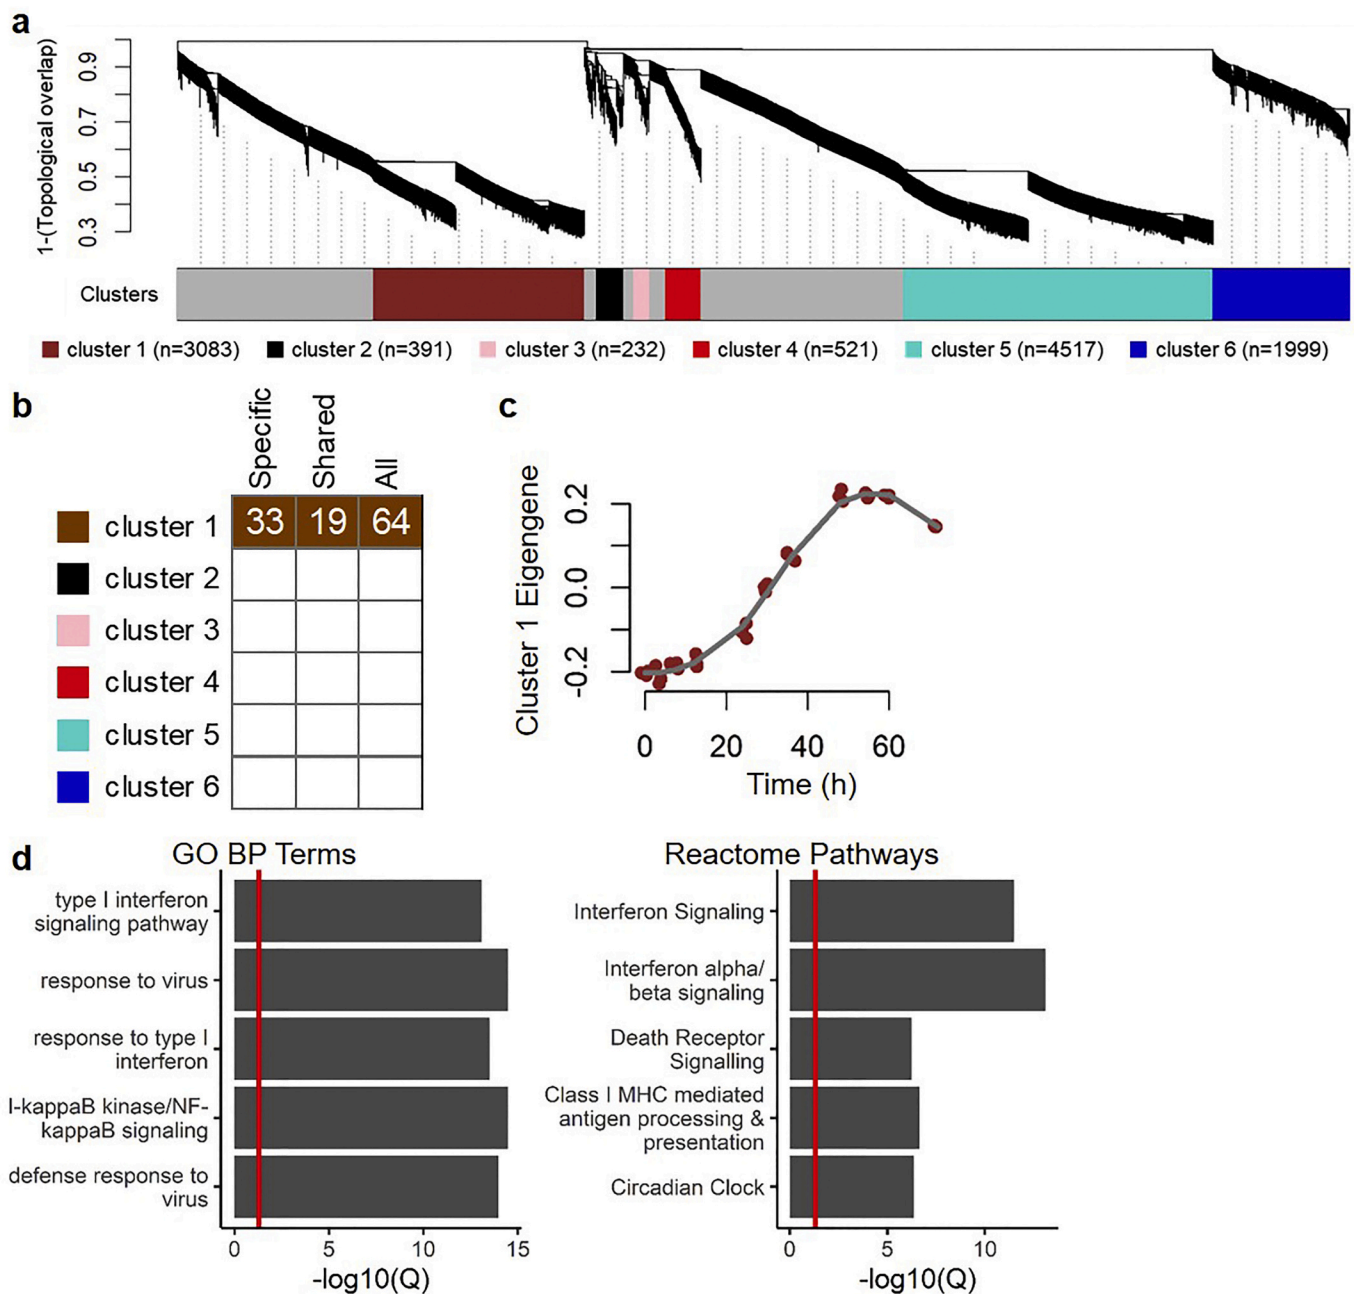 a
1-(Topological overlap)
0.9
0.7
0.5
0.3
Clusters
cluster 1 (n=3083)
cluster 2 (n=391)
cluster 3 (n=232)
cluster 4 (n=521)
cluster 5 (n=4517)
cluster 6 (n=1999)
b
Specific
Shared
All
cluster 1
33
19
64
cluster 2
cluster 3
cluster 4
cluster 5
cluster 6
c
Cluster 1 Eigengene
0.2
0.0
-0.2
0
20
40
60
Time (h)
d
GO BP Terms
type I interferon
signaling pathway
response to virus
response to type I
interferon
I-kappaB kinase/NF-
kappaB signaling
defense response to
virus
0
5
10
15
-log10(Q)
Reactome Pathways
Interferon Signaling
Interferon alpha/
beta signaling
Death Receptor
Signalling
Class I MHC mediated
antigen processing &
presentation
Circadian Clock
0
5
10
-log10(Q)